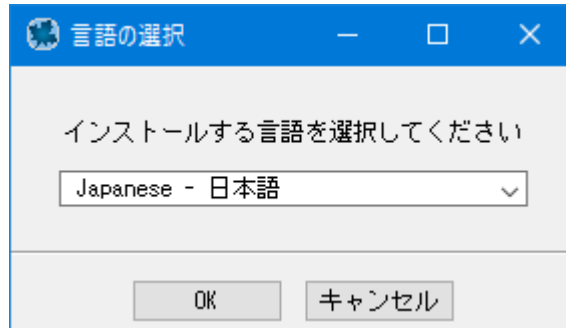 言語の選択
インストールする言語を選択してください
Japanese - 日本語
OK
キャンセル